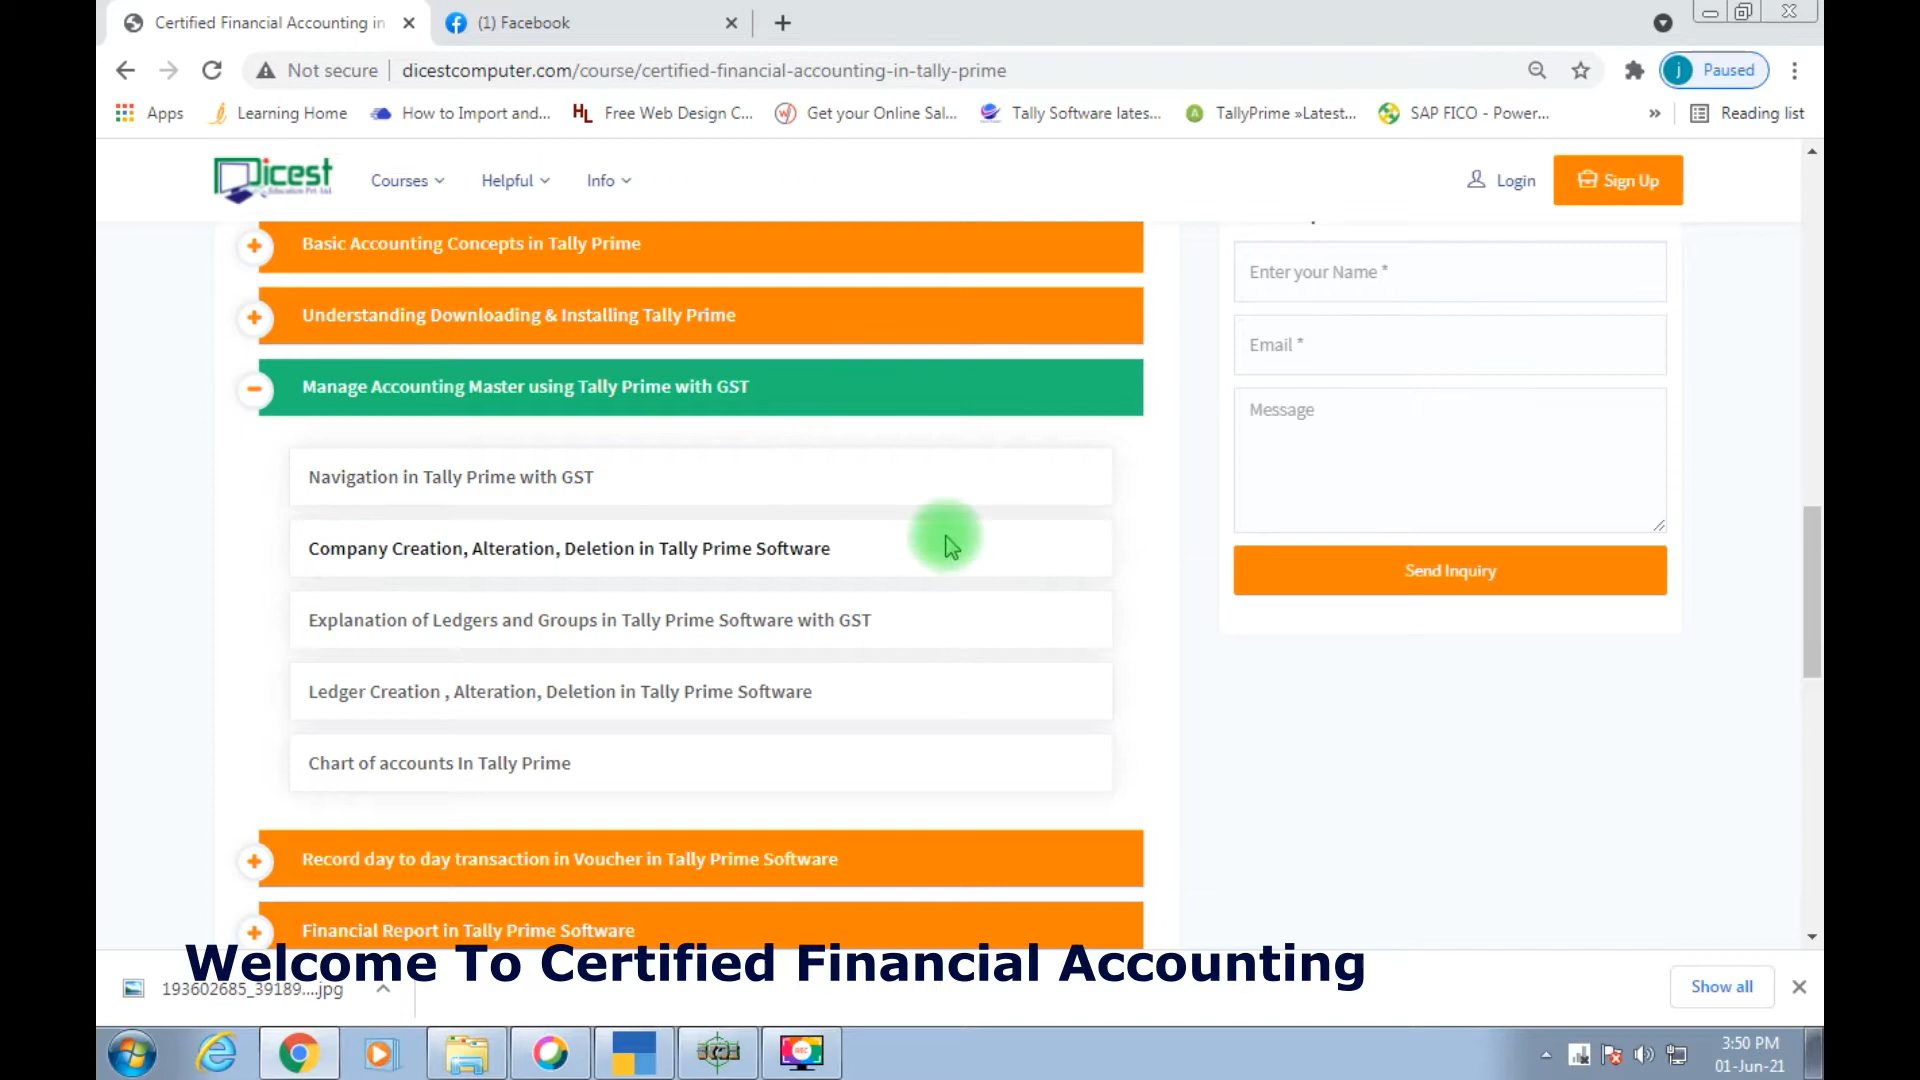 Certified Financial Accounting in
(1) Facebook
Not secure
dicestcomputer.com/course/certified-financial-accounting-in-tally-prime
j
Paused
Apps
Learning Home
How to Import and...
HL
Free Web Design C...
Get your Online Sal...
Tally Software lates...
TallyPrime »Latest...
SAP FICO - Power...
»
Reading list
Dicest
Courses
Helpful
Info
Login
Sign Up
Basic Accounting Concepts in Tally Prime
Understanding Downloading & Installing Tally Prime
Manage Accounting Master using Tally Prime with GST
Navigation in Tally Prime with GST
Company Creation, Alteration, Deletion in Tally Prime Software
Explanation of Ledgers and Groups in Tally Prime Software with GST
Ledger Creation , Alteration, Deletion in Tally Prime Software
Chart of accounts In Tally Prime
Record day to day transaction in Voucher in Tally Prime Software
Financial Report in Tally Prime Software
Enter your Name *
Email *
Message
Send Inquiry
Welcome To Certified Financial Accounting
193602685_39189....jpg
Show all
3:50 PM
01-Jun-21